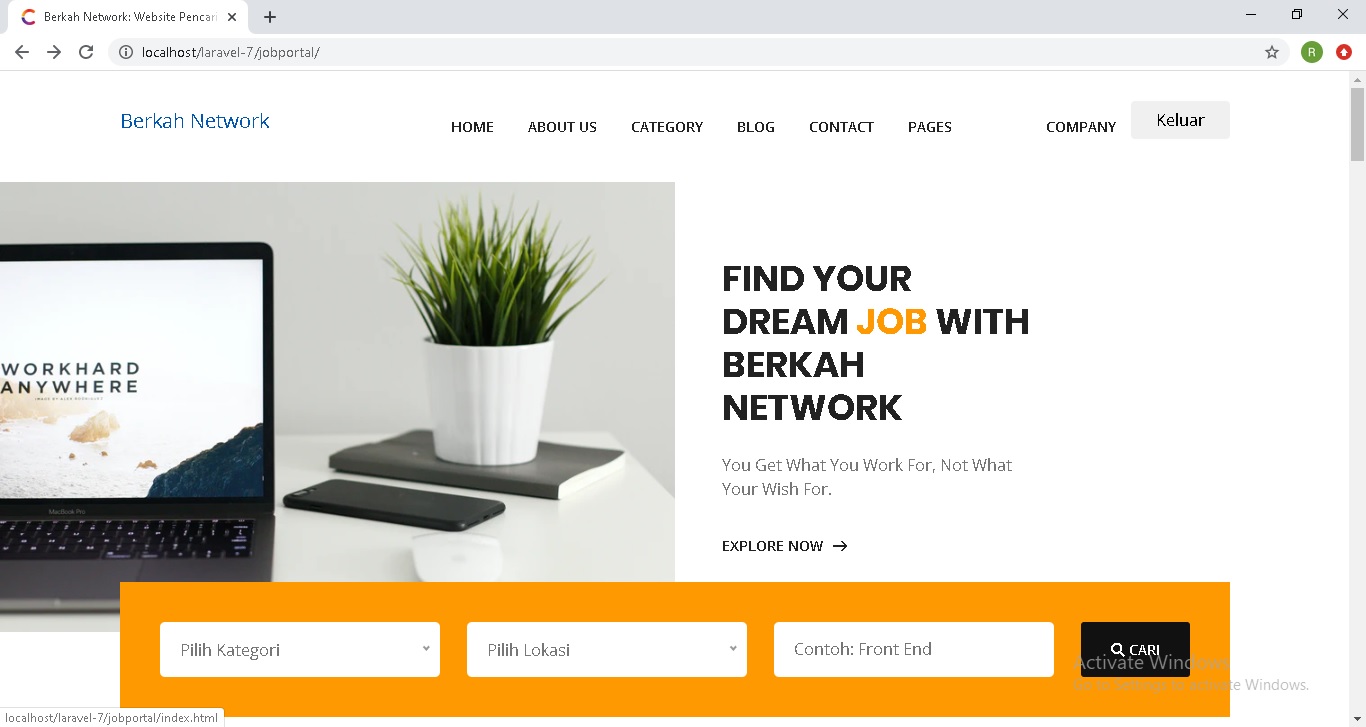 Berkah Network: Website Pencari
localhost/laravel-7/jobportal/
R
Berkah Network
HOME
ABOUT US
CATEGORY
BLOG
CONTACT
PAGES
COMPANY
Keluar
WORKHARD
ANYWHERE
MacBook Pro
FIND YOUR
DREAM JOB WITH
BERKAH
NETWORK
You Get What You Work For, Not What
Your Wish For.
EXPLORE NOW
Pilih Kategori
Pilih Lokasi
Contoh: Front End
CARI
Activate Windows
Go to Settings to activate Windows.
localhost/laravel-7/jobportal/index.html